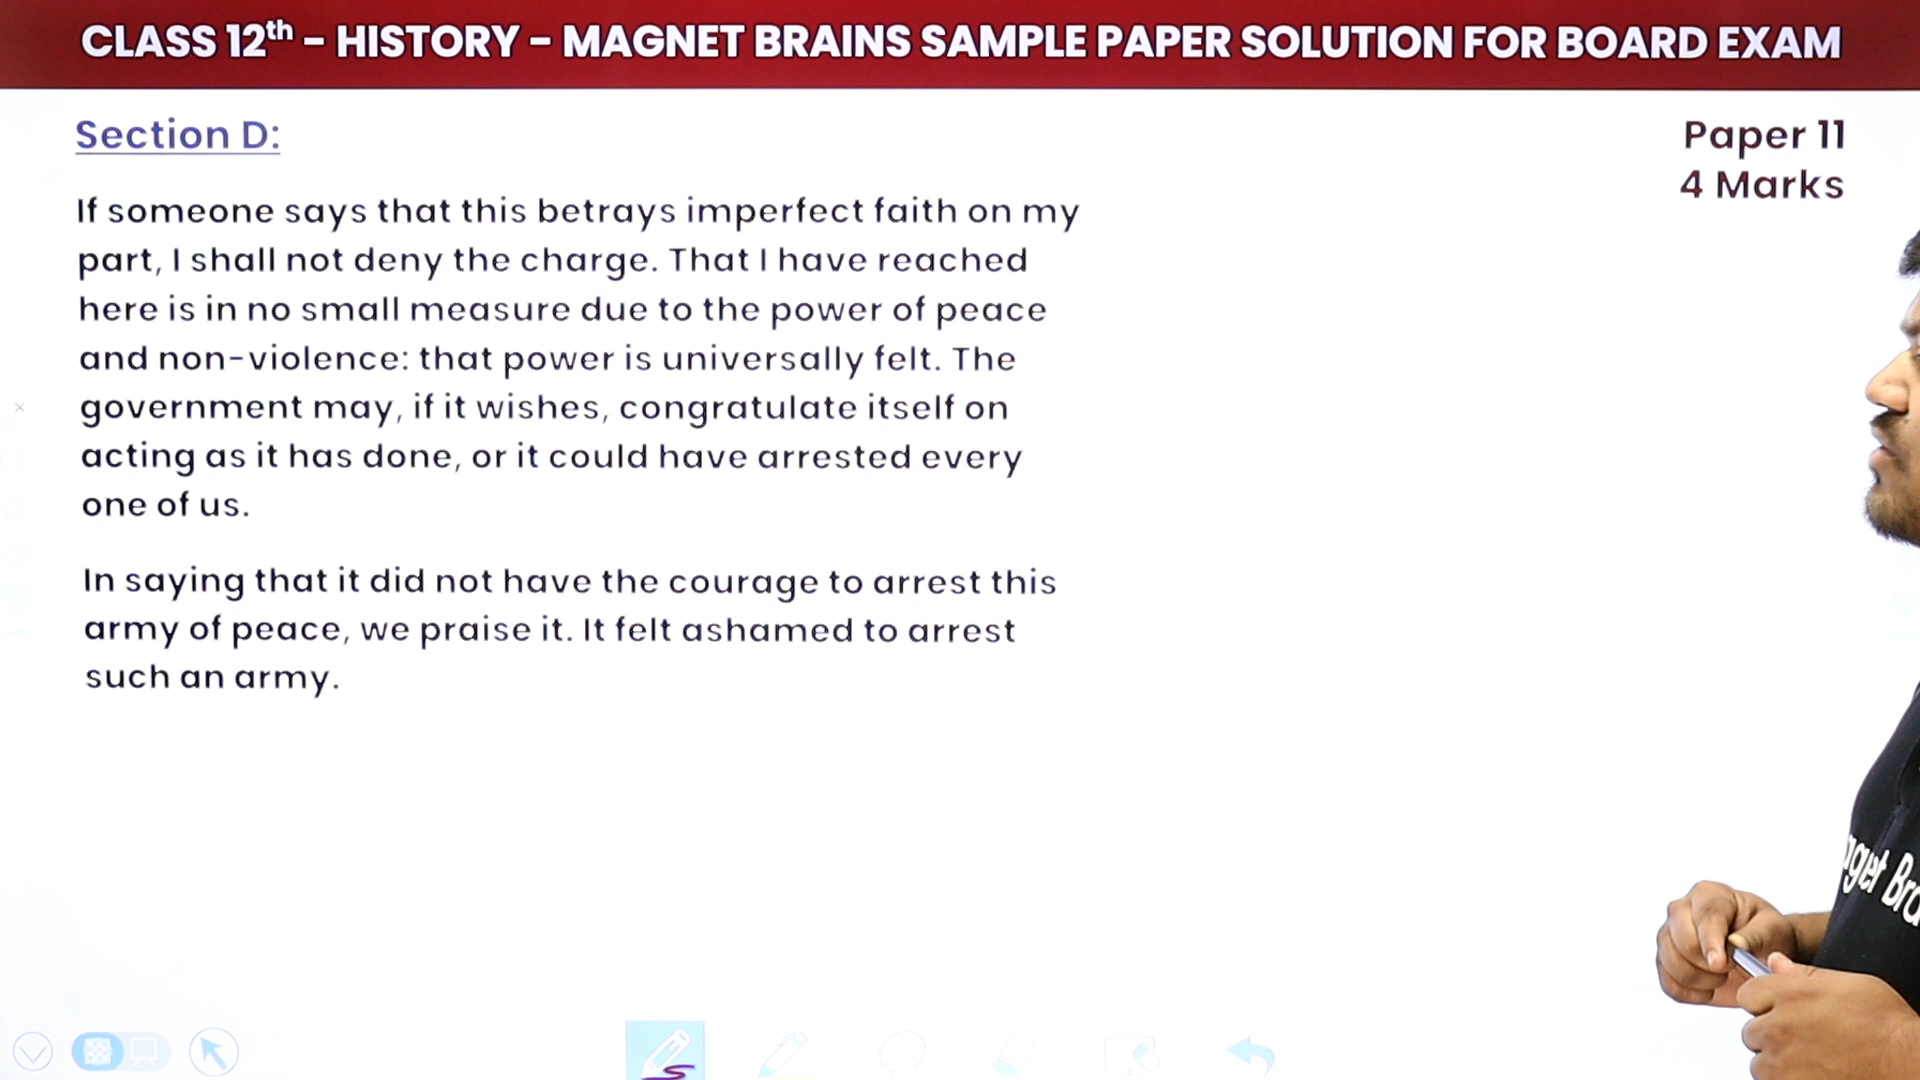 CLASS 12th - HISTORY - MAGNET BRAINS SAMPLE PAPER SOLUTION FOR BOARD EXAM
Section D:
Paper 11
4 Marks
If someone says that this betrays imperfect faith on my
part, I shall not deny the charge. That I have reached
here is in no small measure due to the power of peace
and non-violence: that power is universally felt. The
government may, if it wishes, congratulate itself on
acting as it has done, or it could have arrested every
one of us.
In saying that it did not have the courage to arrest this
army of peace, we praise it. It felt ashamed to arrest
such an army.